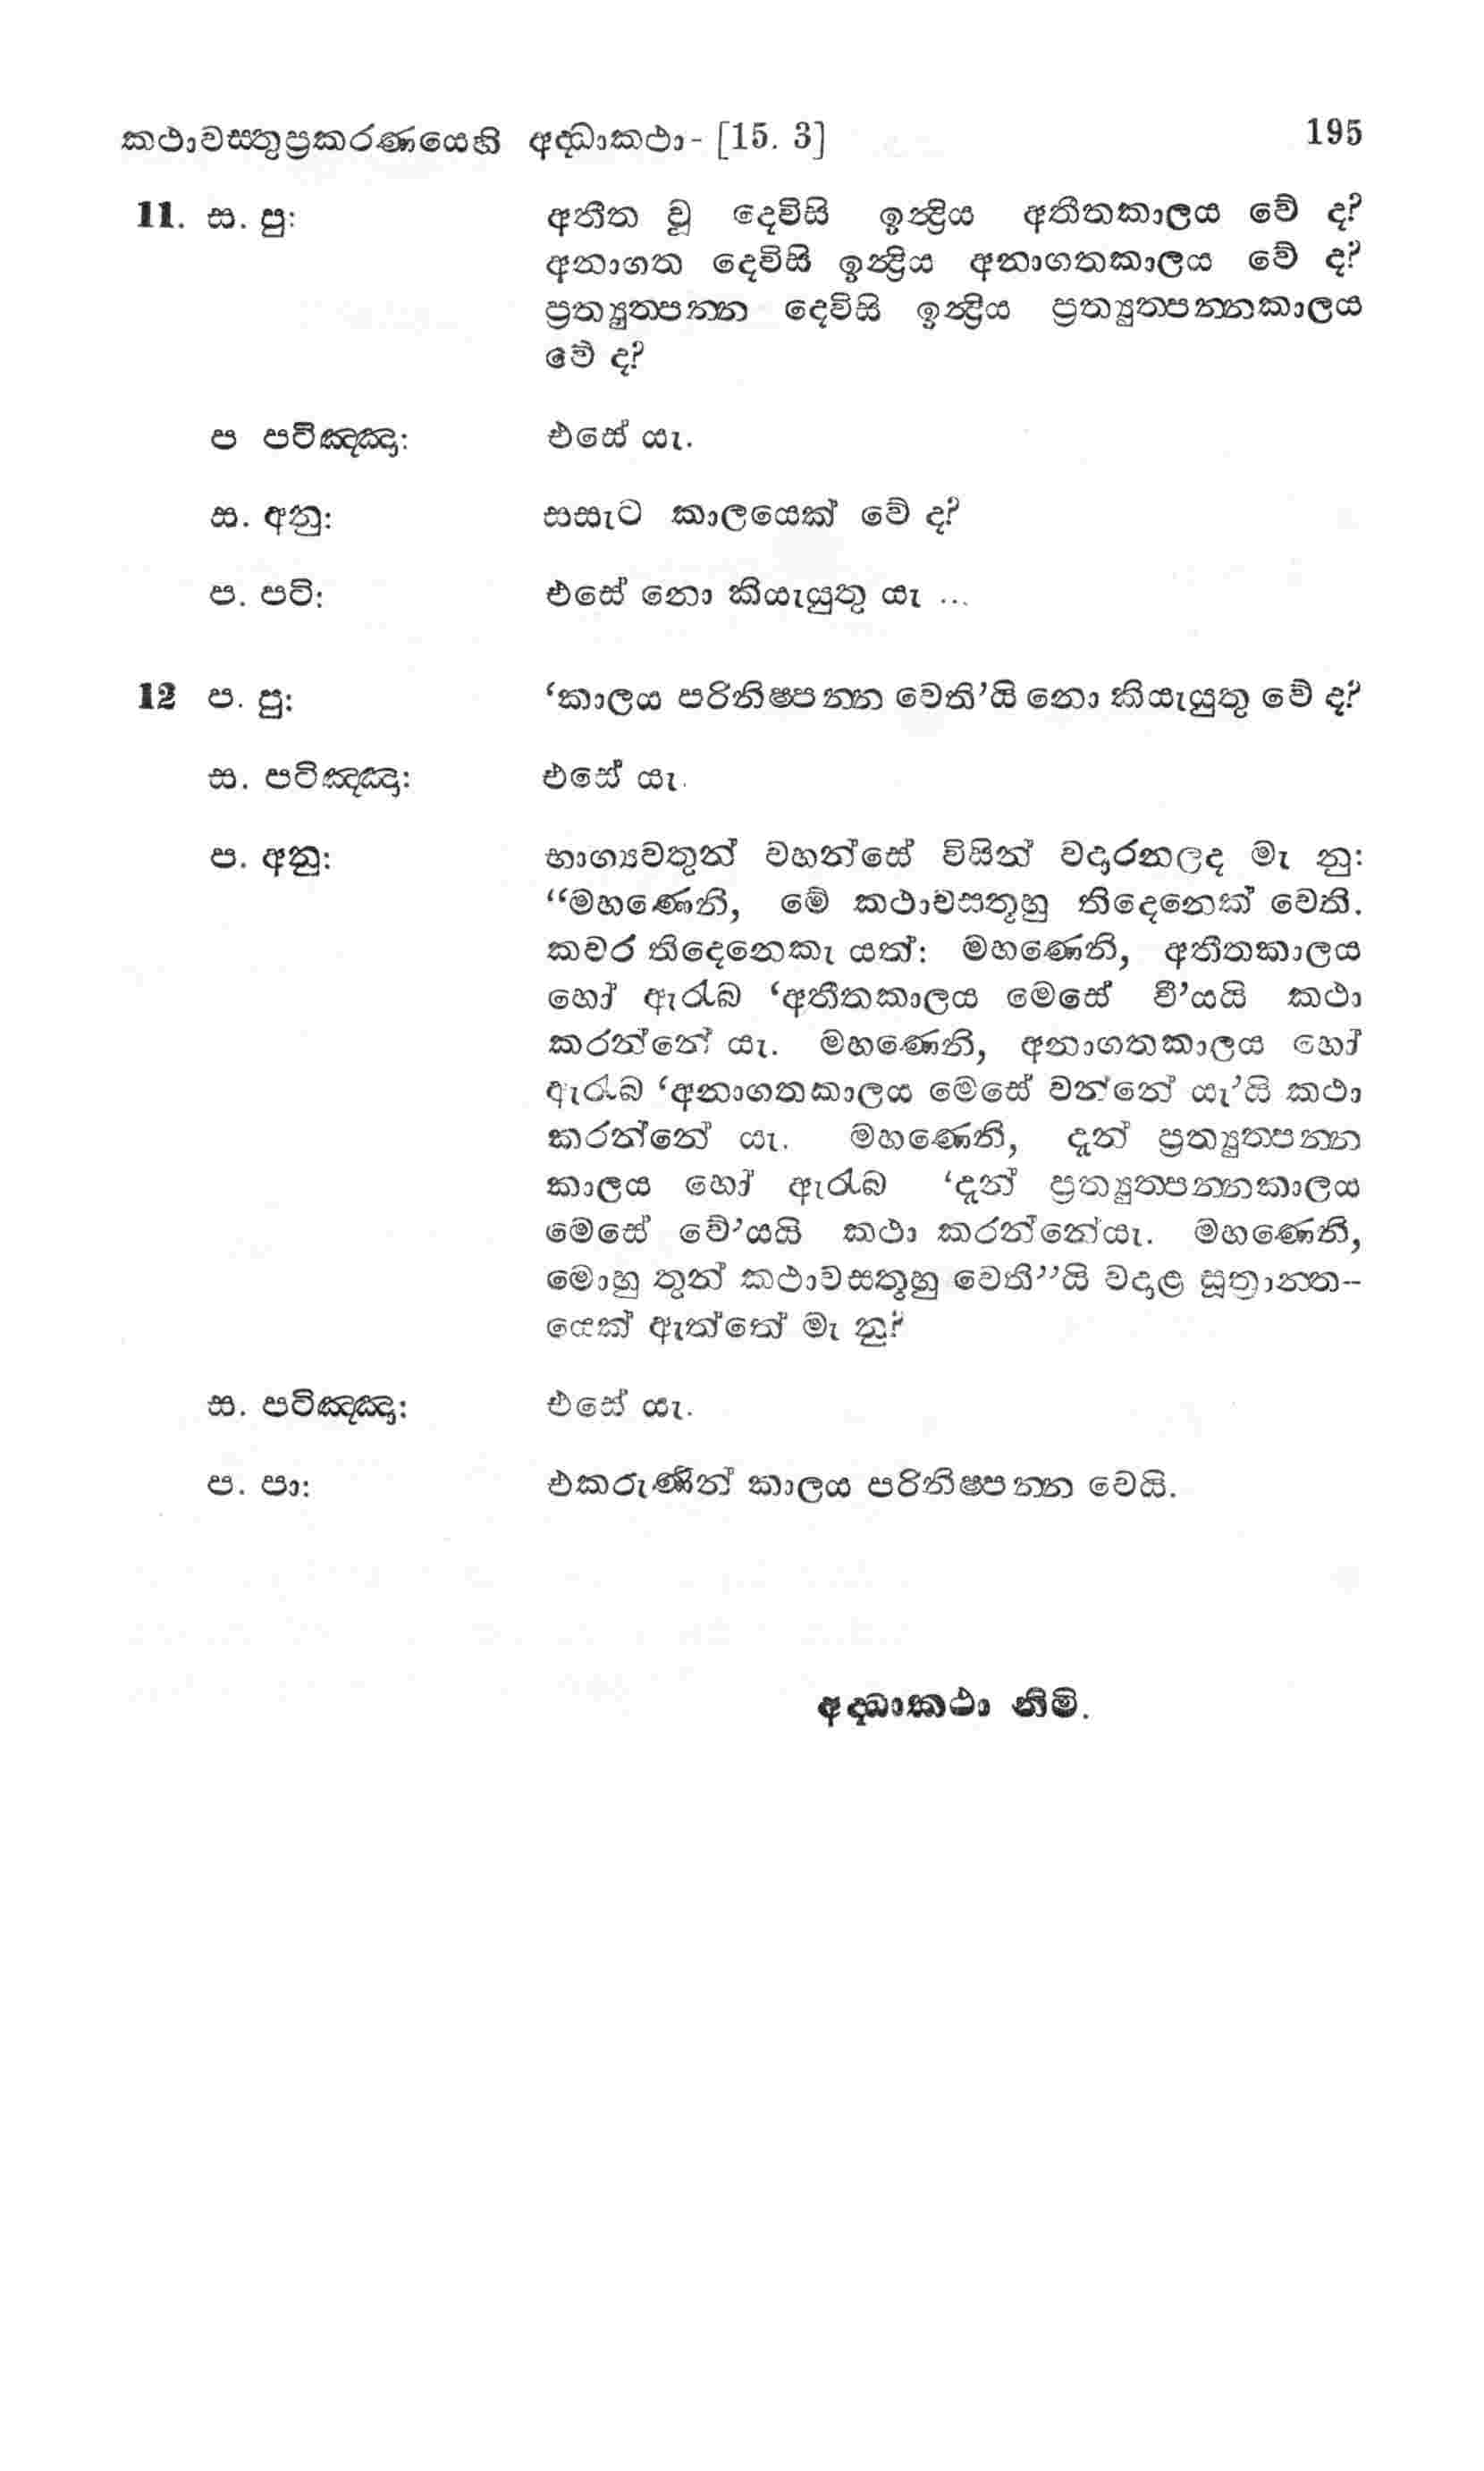 කථාවස්තුප්‍රකරණයෙහි අද්ධාකථා - [15. 3] 195
11. ස. පු: අතීත වූ දෙවිසි ඉන්ද්‍රිය අතීතකාලය වේ ද?
අනාගත දෙවිසි ඉන්ද්‍රිය අනාගතකාලය වේ ද?
ප්‍රත්‍යුත්පන්න දෙවිසි ඉන්ද්‍රිය ප්‍රත්‍යුත්පන්නකාලය
වේ ද?
ප පටිඤ්ඤා: එසේ යැ.
ස. අනු: සසැට කාලයෙක් වේ ද?
ප. පටි: එසේ නො කියැයුතු යැ ...
12 ප. පු: ‘කාලය පරිනිෂ්පන්න වෙති’යි නො කියැයුතු වේ ද?
ස. පටිඤ්ඤා: එසේ යැ.
ප. අනු: භාග්‍යවතුන් වහන්සේ විසින් වදාරනලද මැ නු:
“මහණෙනි, මේ කථාවස්තූහු තිදෙනෙක් වෙති.
කවර තිදෙනෙකැ යත්: මහණෙනි, අතීතකාලය
හෝ ඇරැබ ‘අතීතකාලය මෙසේ වී’යයි කථා
කරන්නේ යැ. මහණෙනි, අනාගතකාලය හෝ
ඇරැබ ‘අනාගතකාලය මෙසේ වන්නේ යැ’යි කථා
කරන්නේ යැ. මහණෙනි, දැන් ප්‍රත්‍යුත්පන්න
කාලය හෝ ඇරැබ ‘දැන් ප්‍රත්‍යුත්පන්නකාලය
මෙසේ වේ’යයි කථා කරන්නේයැ. මහණෙනි,
මොහු තුන් කථාවස්තූහු වෙති”යි වදාළ සූත්‍රාන්ත-
යෙක් ඇත්තේ මැ නු?
ස. පටිඤ්ඤා: එසේ යැ.
ප. පා: එකරුණින් කාලය පරිනිෂ්පන්න වෙයි.
අද්ධාකථා නිමි.